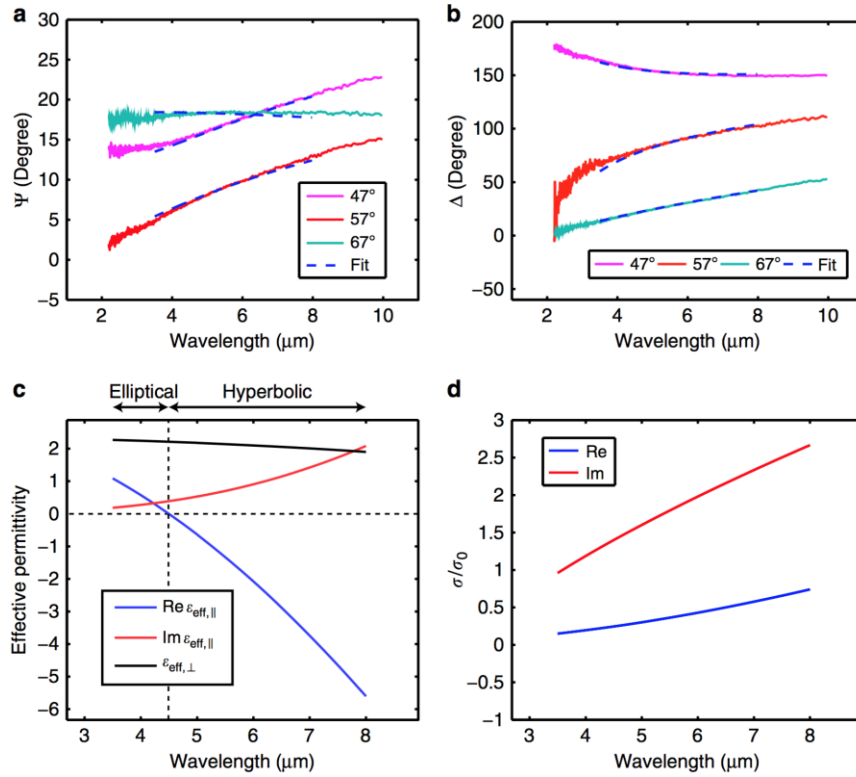 a
30
25
20
15
10
5
0
−5
Ψ (Degree)
47°
57°
67°
Fit
2 4 6 8 10
Wavelength (μm)
b
200
150
100
50
0
−50
Δ (Degree)
47° 57° 67° Fit
2 4 6 8 10
Wavelength (μm)
c
Elliptical Hyperbolic
2
1
0
−1
−2
−3
−4
−5
−6
Effective permittivity
Re εeff,||
Im εeff,||
εeff,⊥
3 4 5 6 7 8
Wavelength (μm)
d
3
2.5
2
1.5
1
0.5
0
−0.5
−1
σ/σ0
Re
Im
3 4 5 6 7 8
Wavelength (μm)